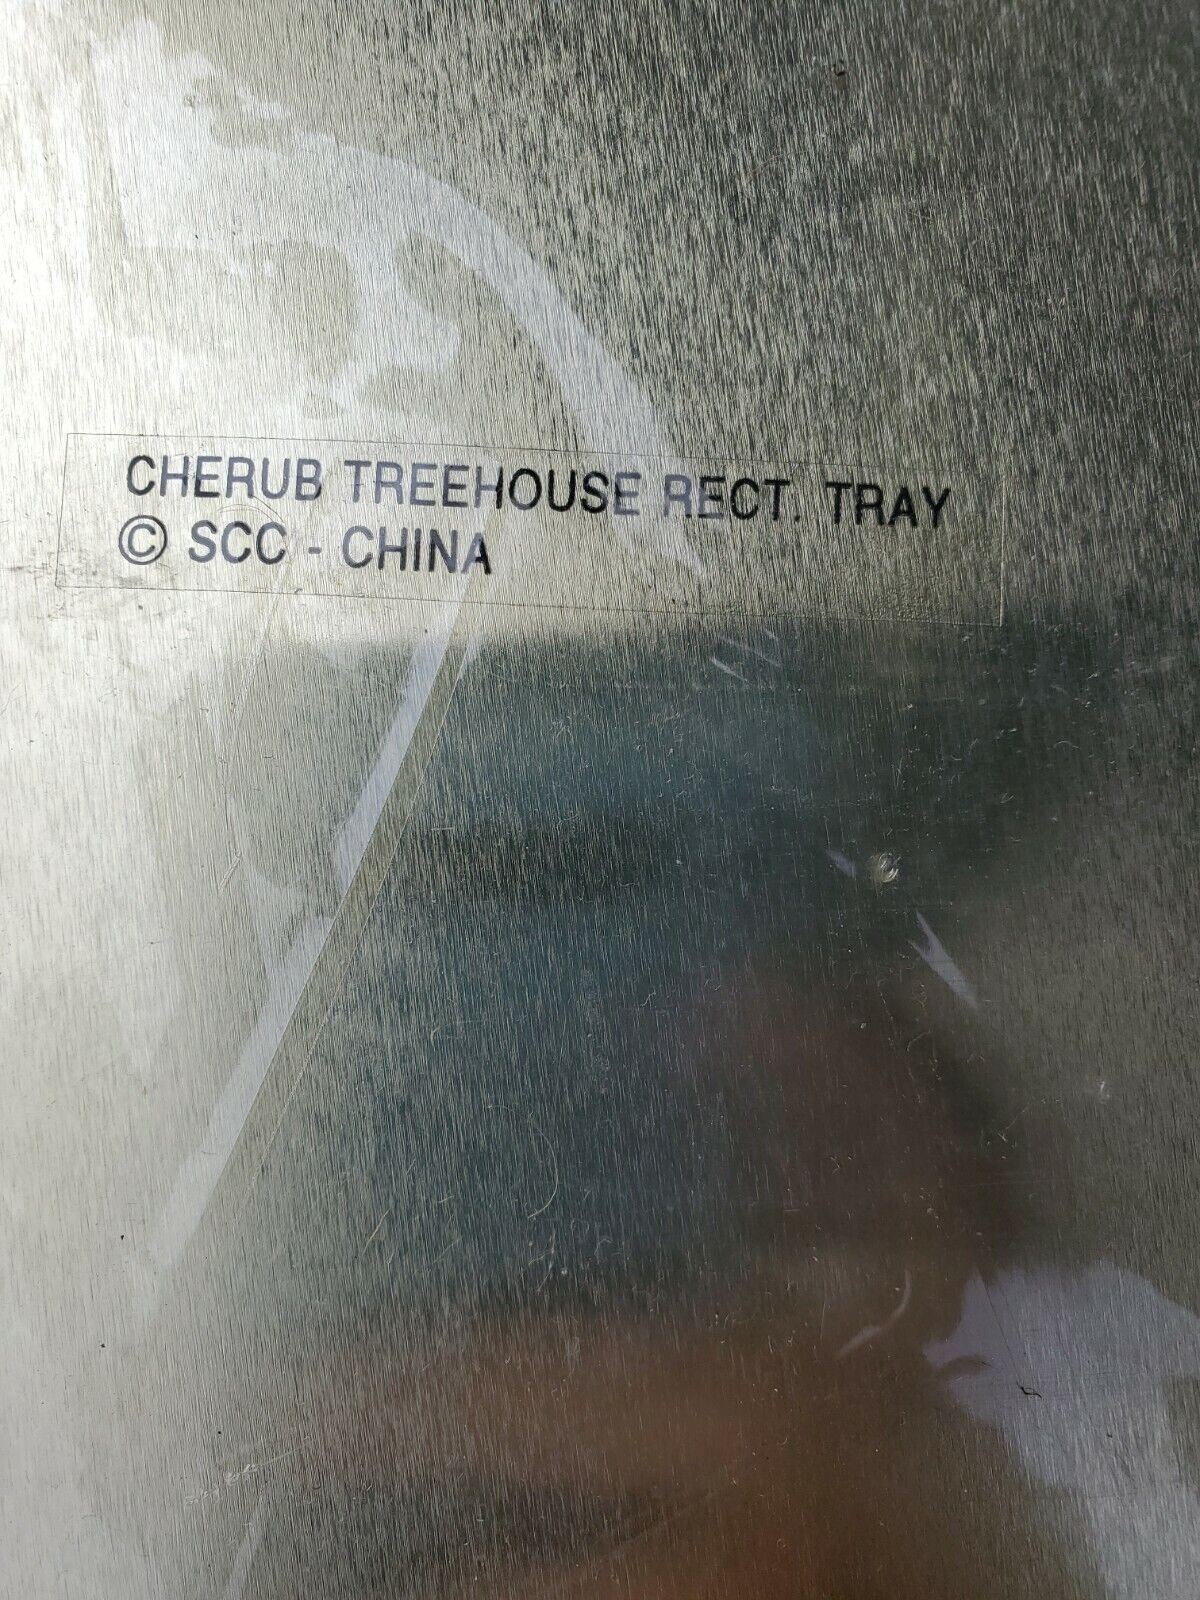 CHERUB TREEHOUSE RECT. TRAY
© SCC - CHINA